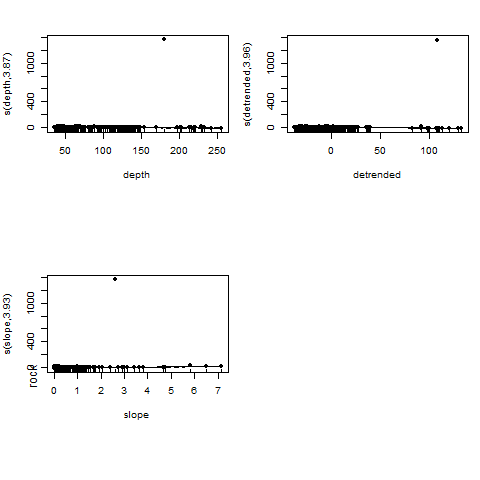 s(depth,3.87)
0 400 1000
50 100 150 200 250
depth
s(detrended,3.96)
0 400 1000
0 100
detrended
s(slope,3.93)
0 400 1000
rock
0 1 2 3 4 5 6 7
slope